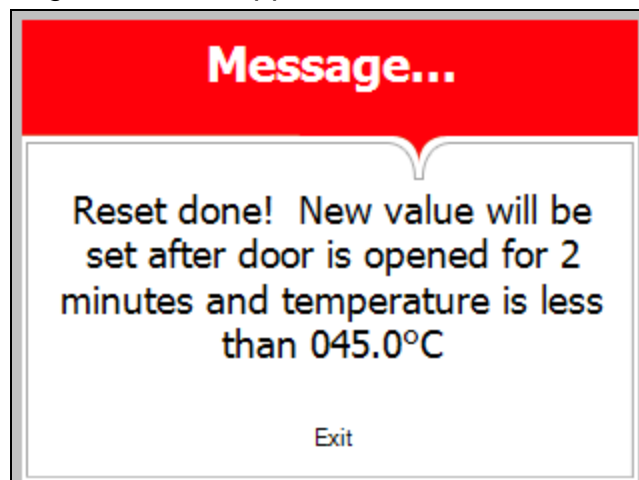 Message...
Reset done!  New value will be
set after door is opened for 2
minutes and temperature is less
than 045.0°C
Exit